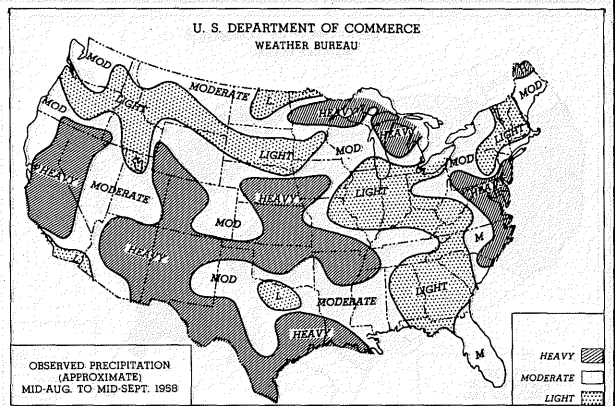 U. S. DEPARTMENT OF COMMERCE
WEATHER BUREAU
MOD
MODERATE
L
MOD
LIGHT
HEAVY
MOD
HEAVY
LIGHT
MOD
LIGHT
MOD
M
HEAVY
MODERATE
HEAVY
LIGHT
HEAVY
MOD
M
HEAVY
MOD
L
L
MODERATE
LIGHT
HEAVY
M
OBSERVED PRECIPITATION
(APPROXIMATE)
MID-AUG. TO MID-SEPT. 1958
HEAVY
MODERATE
LIGHT